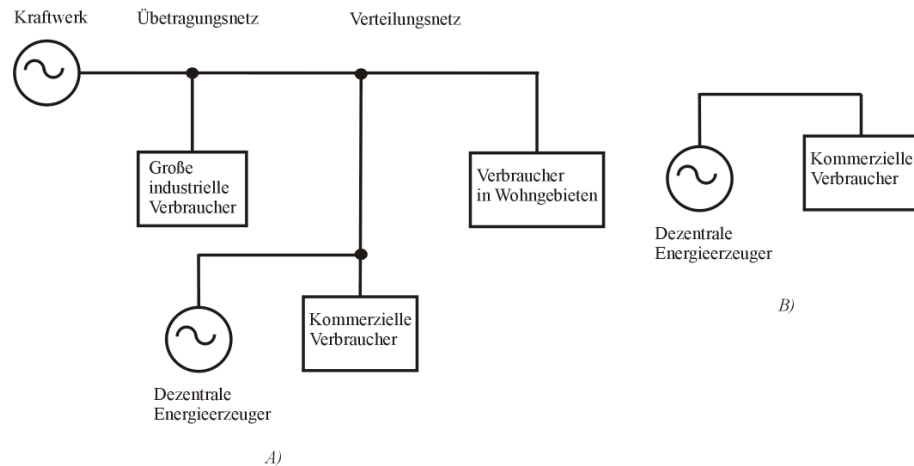 Kraftwerk
Übetragungsnetz
Verteilungsnetz
Große
industrielle
Verbraucher
Verbraucher
in Wohngebieten
Kommerzielle
Verbraucher
Dezentrale
Energieerzeuger
A)
Kommerzielle
Verbraucher
Dezentrale
Energieerzeuger
B)